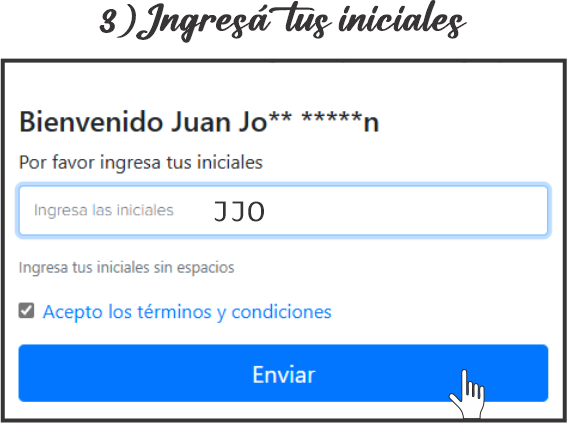 3) Ingresá tus iniciales
Bienvenido Juan Jo** *****n
Por favor ingresa tus iniciales
Ingresa las iniciales JJO
Ingresa tus iniciales sin espacios
Acepto los términos y condiciones
Enviar